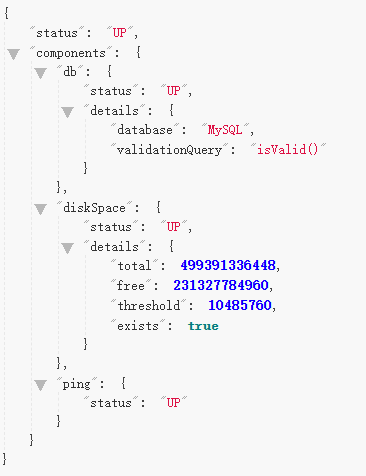 {
"status": "UP",
"components": {
"db": {
"status": "UP",
"details": {
"database": "MySQL",
"validationQuery": "isValid()"
}
},
"diskSpace": {
"status": "UP",
"details": {
"total": 499391336448,
"free": 231327784960,
"threshold": 10485760,
"exists": true
}
},
"ping": {
"status": "UP"
}
}
}